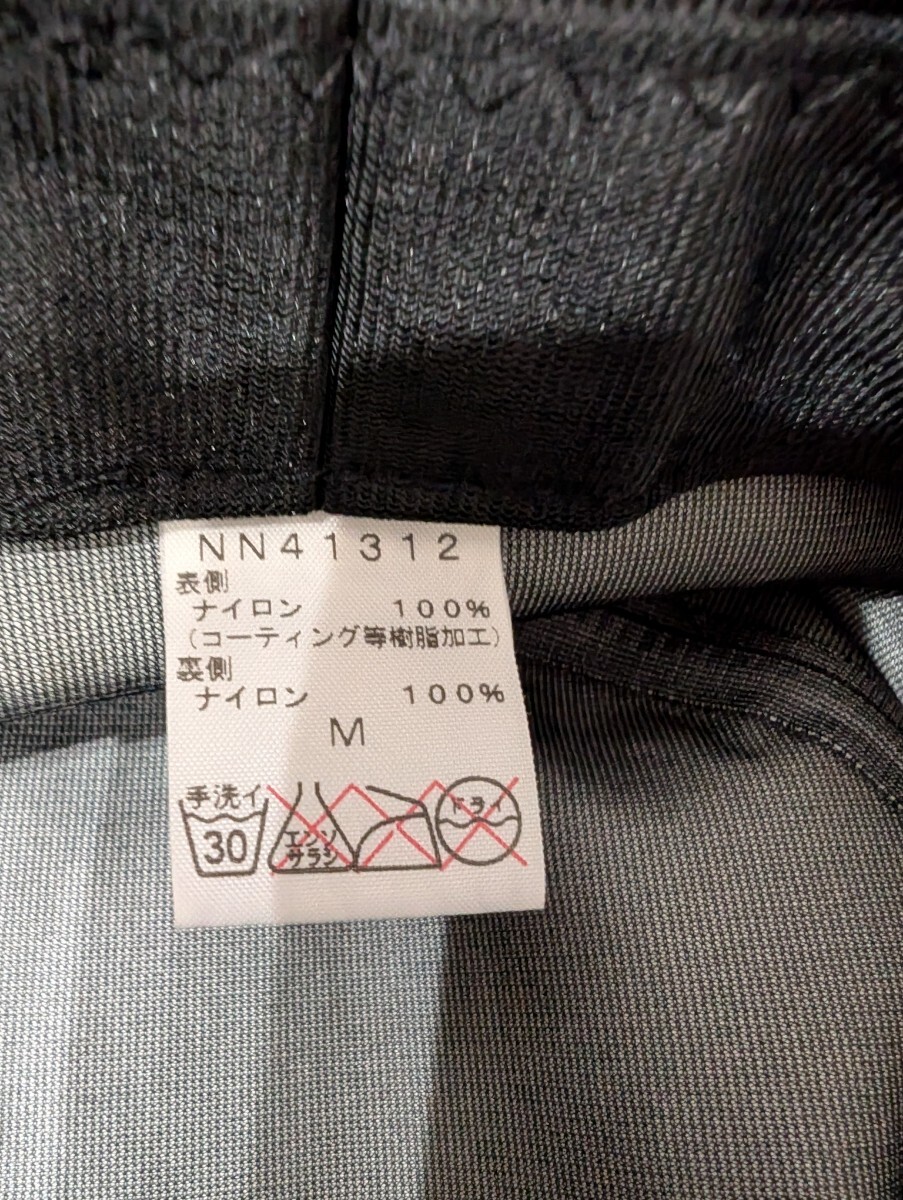 NN41312
表側
ナイロン 100%
(コーティング等樹脂加工)
裏側
ナイロン 100%
M
手洗イ
30
エンソ
サラシ
ドライ